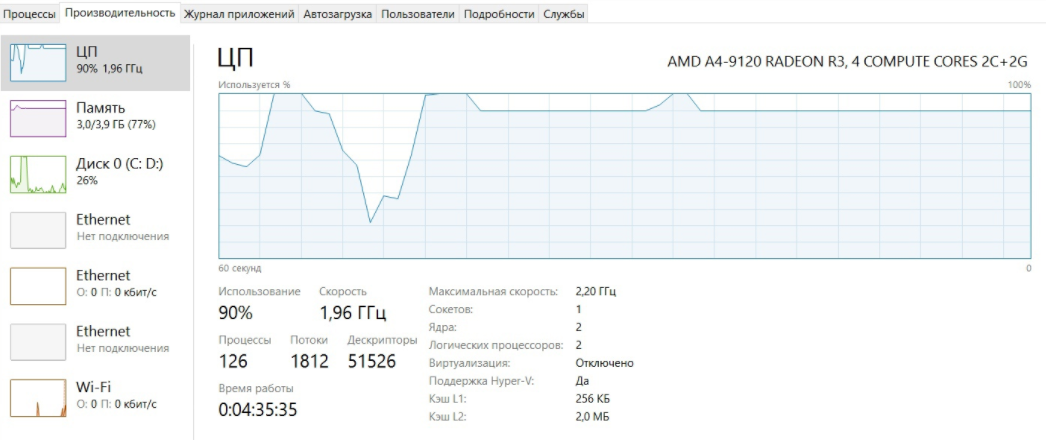 Процессы Производительность Журнал приложений Автозагрузка Пользователи Подробности Службы
ЦП
90% 1,96 ГГц
Память
3,0/3,9 ГБ (77%)
Диск 0 (C: D:)
26%
Ethernet
Нет подключения
Ethernet
О: 0 П: 0 кбит/с
Ethernet
Нет подключения
Wi-Fi
О: 0 П: 0 кбит/с
ЦП
AMD A4-9120 RADEON R3, 4 COMPUTE CORES 2C+2G
Используется % 100%
60 секунд 0
Использование Скорость
90% 1,96 ГГц
Процессы Потоки Дескрипторы
126 1812 51526
Время работы
0:04:35:35
Максимальная скорость: 2,20 ГГц
Сокетов: 1
Ядра: 2
Логических процессоров: 2
Виртуализация: Отключено
Поддержка Hyper-V: Да
Кэш L1: 256 КБ
Кэш L2: 2,0 МБ